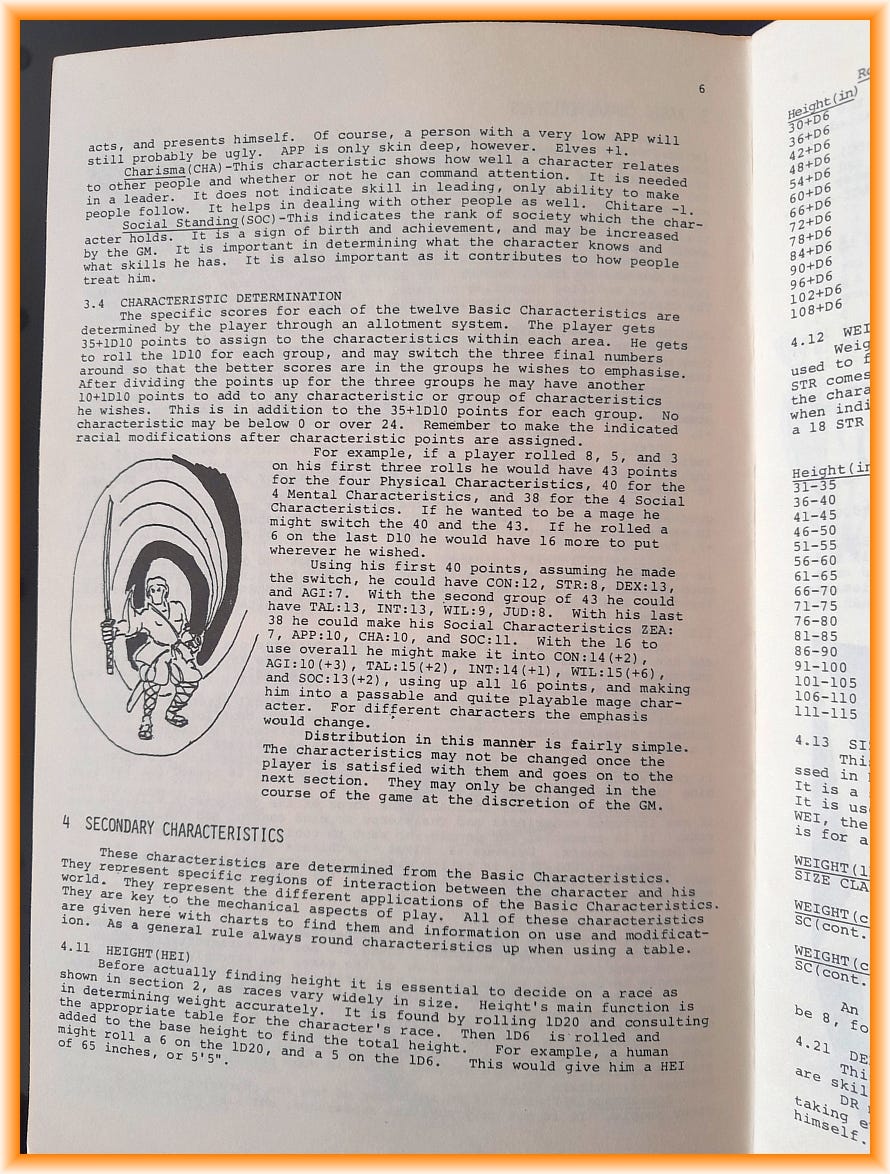 6
acts, and presents himself. Of course, a person with a very low APP will
still probably be ugly. APP is only skin deep, however. Elves +1.
Charisma(CHA)-This characteristic shows how well a character relates
to other people and whether or not he can command attention. It is needed
in a leader. It does not indicate skill in leading, only ability to make
people follow. It helps in dealing with other people as well. Chitare -1.
Social Standing(SOC)-This indicates the rank of society which the char-
acter holds. It is a sign of birth and achievement, and may be increased
by the GM. It is important in determining what the character knows and
what skills he has. It is also important as it contributes to how people
treat him.
3.4 CHARACTERISTIC DETERMINATION
The specific scores for each of the twelve Basic Characteristics are
determined by the player through an allotment system. The player gets
35+1D10 points to assign to the characteristics within each area. He gets
to roll the 1D10 for each group, and may switch the three final numbers
around so that the better scores are in the groups he wishes to emphasise.
After dividing the points up for the three groups he may have another
10+1D10 points to add to any characteristic or group of characteristics
he wishes. This is in addition to the 35+1D10 points for each group. No
characteristic may be below 0 or over 24. Remember to make the indicated
racial modifications after characteristic points are assigned.
For example, if a player rolled 8, 5, and 3
on his first three rolls he would have 43 points
for the four Physical Characteristics, 40 for the
4 Mental Characteristics, and 38 for the 4 Social
Characteristics. If he wanted to be a mage he
might switch the 40 and the 43. If he rolled a
6 on the last D10 he would have 16 more to put
wherever he wished.
Using his first 40 points, assuming he made
the switch, he could have CON:12, STR:8, DEX:13,
and AGI:7. With the second group of 43 he could
have TAL:13, INT:13, WIL:9, JUD:8. With his last
38 he could make his Social Characteristics ZEA:
7, APP:10, CHA:10, and SOC:11. With the 16 to
use overall he might make it into CON:14(+2),
AGI:10(+3), TAL:15(+2), INT:14(+1), WIL:15(+6),
and SOC:13(+2), using up all 16 points, and making
him into a passable and quite playable mage char-
acter. For different characters the emphasis
would change.
Distribution in this manner is fairly simple.
The characteristics may not be changed once the
player is satisfied with them and goes on to the
next section. They may only be changed in the
course of the game at the discretion of the GM.
4 SECONDARY CHARACTERISTICS
These characteristics are determined from the Basic Characteristics.
They represent specific regions of interaction between the character and his
world. They represent the different applications of the Basic Characteristics.
They are key to the mechanical aspects of play. All of these characteristics
are given here with charts to find them and information on use and modificat-
ion. As a general rule always round characteristics up when using a table.
4.11 HEIGHT(HEI)
Before actually finding height it is essential to decide on a race as
shown in section 2, as races vary widely in size. Height's main function is
in determining weight accurately. It is found by rolling 1D20 and consulting
the appropriate table for the character's race. Then 1D6 is rolled and
added to the base height to find the total height. For example, a human
might roll a 6 on the 1D20, and a 5 on the 1D6. This would give him a HEI
of 65 inches, or 5'5".
Height(in)
30+D6
36+D6
42+D6
48+D6
54+D6
60+D6
66+D6
72+D6
78+D6
84+D6
90+D6
96+D6
102+D6
108+D6
4.12 WEI
Weig
used to f
STR comes
the chara
when indi
a 18 STR
Height(in
31-35
36-40
41-45
46-50
51-55
56-60
61-65
66-70
71-75
76-80
81-85
86-90
91-100
101-105
106-110
111-115
4.13 SI
This
ssed in
It is a
It is us
WEI, the
is for a
WEIGHT(l
SIZE CLA
WEIGHT(c
SC(cont.
WEIGHT(c
SC(cont.
An
be 8, fo
4.21 DE
Thi
are skil
DR
taking e
himself.